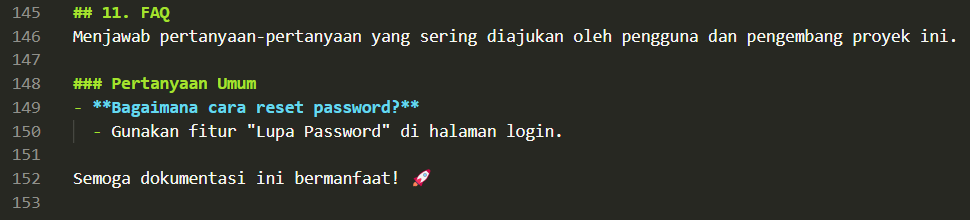 145 ## 11. FAQ
146 Menjawab pertanyaan-pertanyaan yang sering diajukan oleh pengguna dan pengembang proyek ini.
147
148 ### Pertanyaan Umum
149 - **Bagaimana cara reset password?**
150 - Gunakan fitur "Lupa Password" di halaman login.
151
152 Semoga dokumentasi ini bermanfaat! 🚀
153